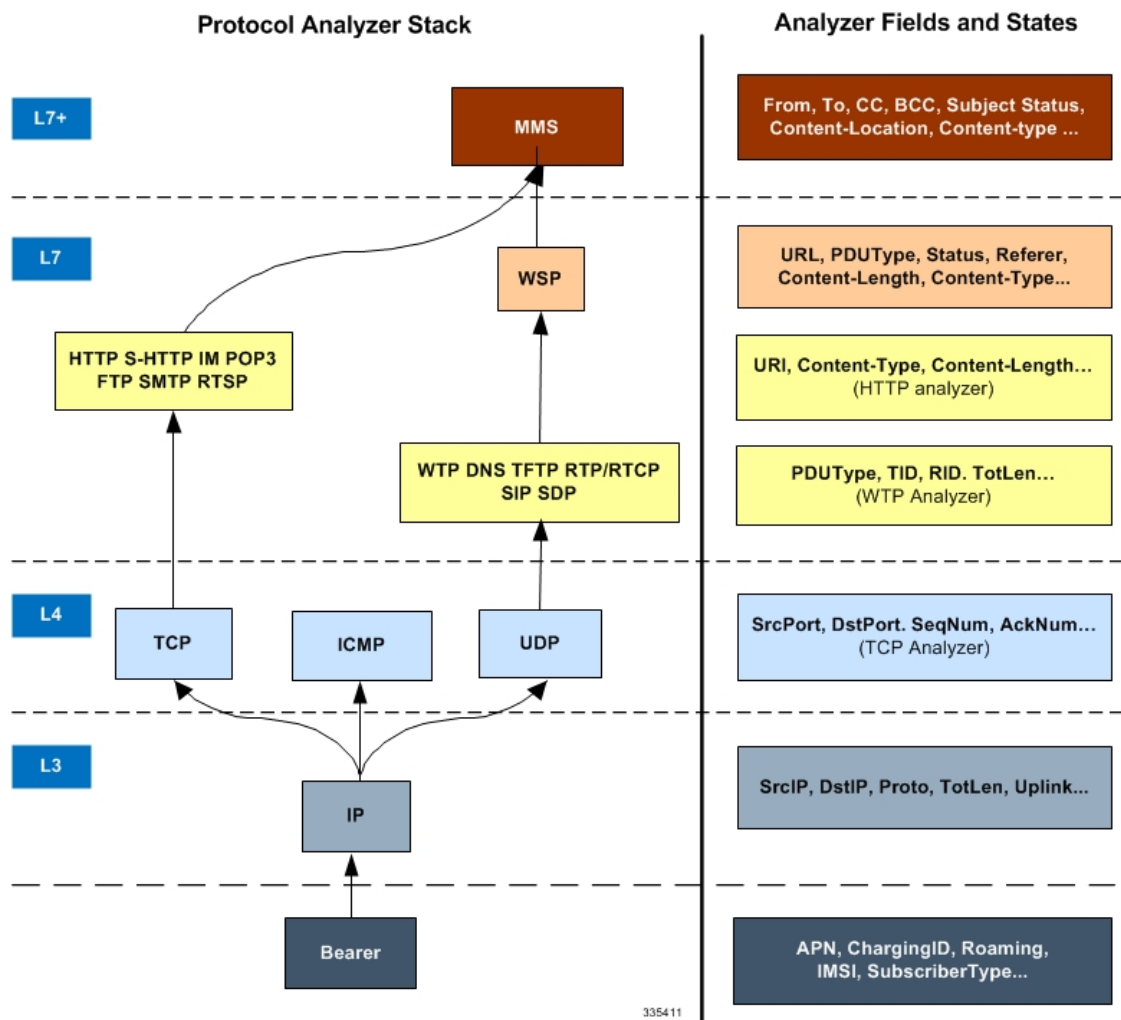 Protocol Analyzer Stack
Analyzer Fields and States
L7+
MMS
From, To, CC, BCC, Subject Status,
Content-Location, Content-type ...
L7
WSP
URL, PDUType, Status, Referer,
Content-Length, Content-Type...
HTTP S-HTTP IM POP3
FTP SMTP RTSP
URI, Content-Type, Content-Length...
(HTTP analyzer)
WTP DNS TFTP RTP/RTCP
SIP SDP
PDUType, TID, RID. TotLen...
(WTP Analyzer)
L4
TCP
ICMP
UDP
SrcPort, DstPort. SeqNum, AckNum...
(TCP Analyzer)
L3
IP
SrcIP, DstIP, Proto, TotLen, Uplink...
Bearer
APN, ChargingID, Roaming,
IMSI, SubscriberType...
335411